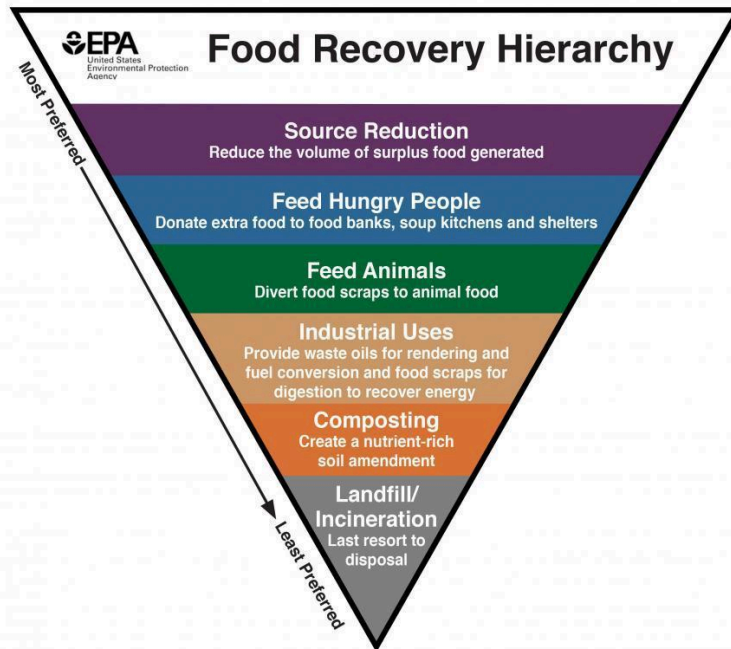 EPA
United States
Environmental Protection
Agency
Food Recovery Hierarchy
Most Preferred
Source Reduction
Reduce the volume of surplus food generated
Feed Hungry People
Donate extra food to food banks, soup kitchens and shelters
Feed Animals
Divert food scraps to animal food
Industrial Uses
Provide waste oils for rendering and
fuel conversion and food scraps for
digestion to recover energy
Composting
Create a nutrient-rich
soil amendment
Landfill/
Incineration
Last resort to
disposal
Least Preferred